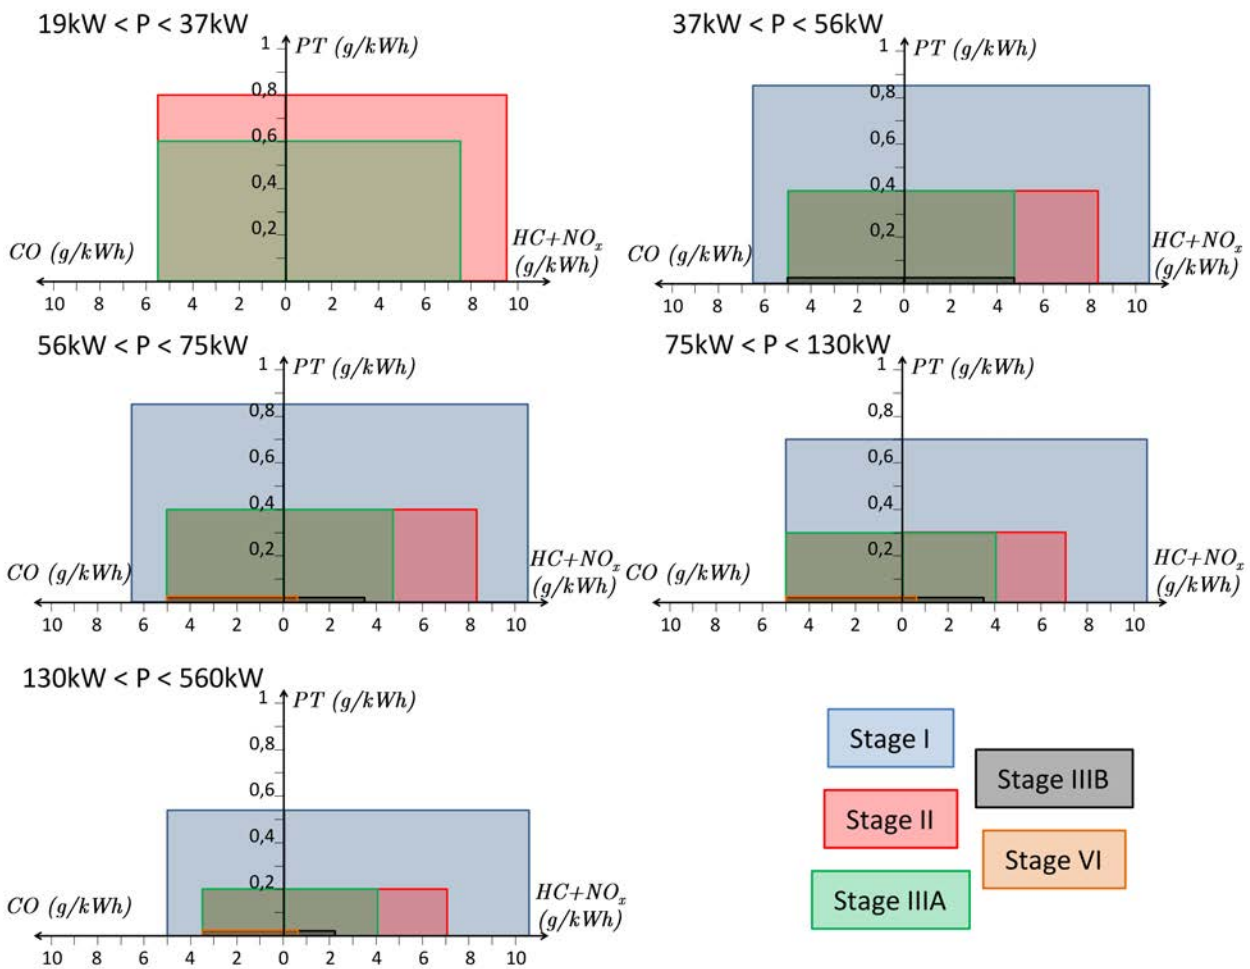 19kW < P < 37kW
1
PT (g/kWh)
0,8
0,6
0,4
0,2
CO (g/kWh)
HC+NOx
(g/kWh)
10 8 6 4 2 0 2 4 6 8 10
37kW < P < 56kW
1
PT (g/kWh)
0,8
0,6
0,4
0,2
CO (g/kWh)
HC+NOx
(g/kWh)
10 8 6 4 2 0 2 4 6 8 10
56kW < P < 75kW
1
PT (g/kWh)
0,8
0,6
0,4
0,2
CO (g/kWh)
HC+NOx
(g/kWh)
10 8 6 4 2 0 2 4 6 8 10
75kW < P < 130kW
1
PT (g/kWh)
0,8
0,6
0,4
0,2
CO (g/kWh)
HC+NOx
(g/kWh)
10 8 6 4 2 0 2 4 6 8 10
130kW < P < 560kW
1
PT (g/kWh)
0,8
0,6
0,4
0,2
CO (g/kWh)
HC+NOx
(g/kWh)
10 8 6 4 2 0 2 4 6 8 10
Stage I
Stage IIIB
Stage II
Stage VI
Stage IIIA